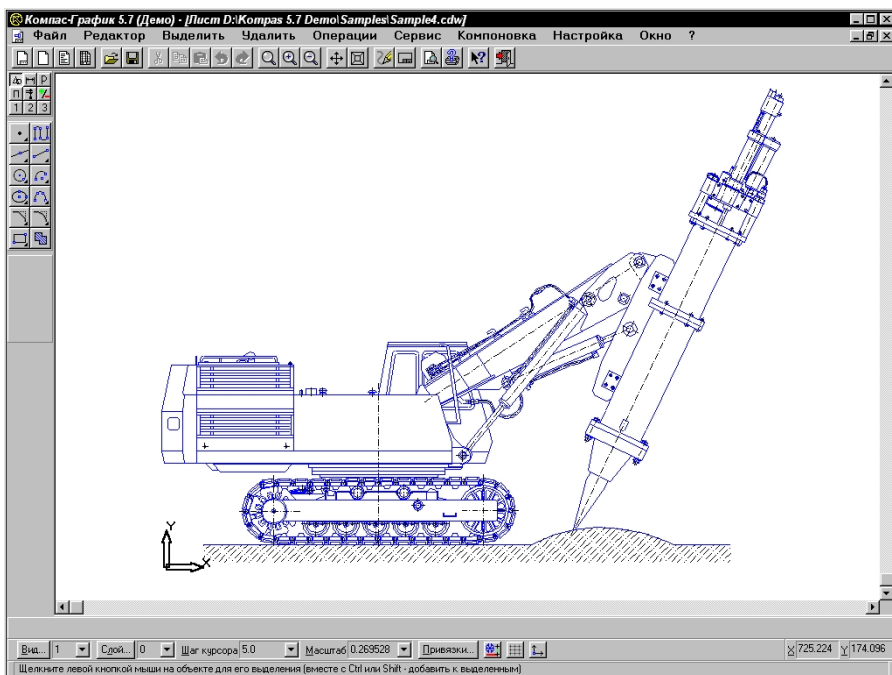 Компас-График 5.7 (Демо) - [Лист D:\Kompas 5.7 Demo\Samples\Sample4.cdw]
Файл Редактор Выделить Удалить Операции Сервис Компоновка Настройка Окно ?
P
П
1 2 3
Y
X
Вид... 1 Слой... 0 Шаг курсора 5.0 Масштаб 0.269528 Привязки... X 725.224 Y 174.096
Щелкните левой кнопкой мыши на объекте для его выделения (вместе с Ctrl или Shift - добавить к выделенным)